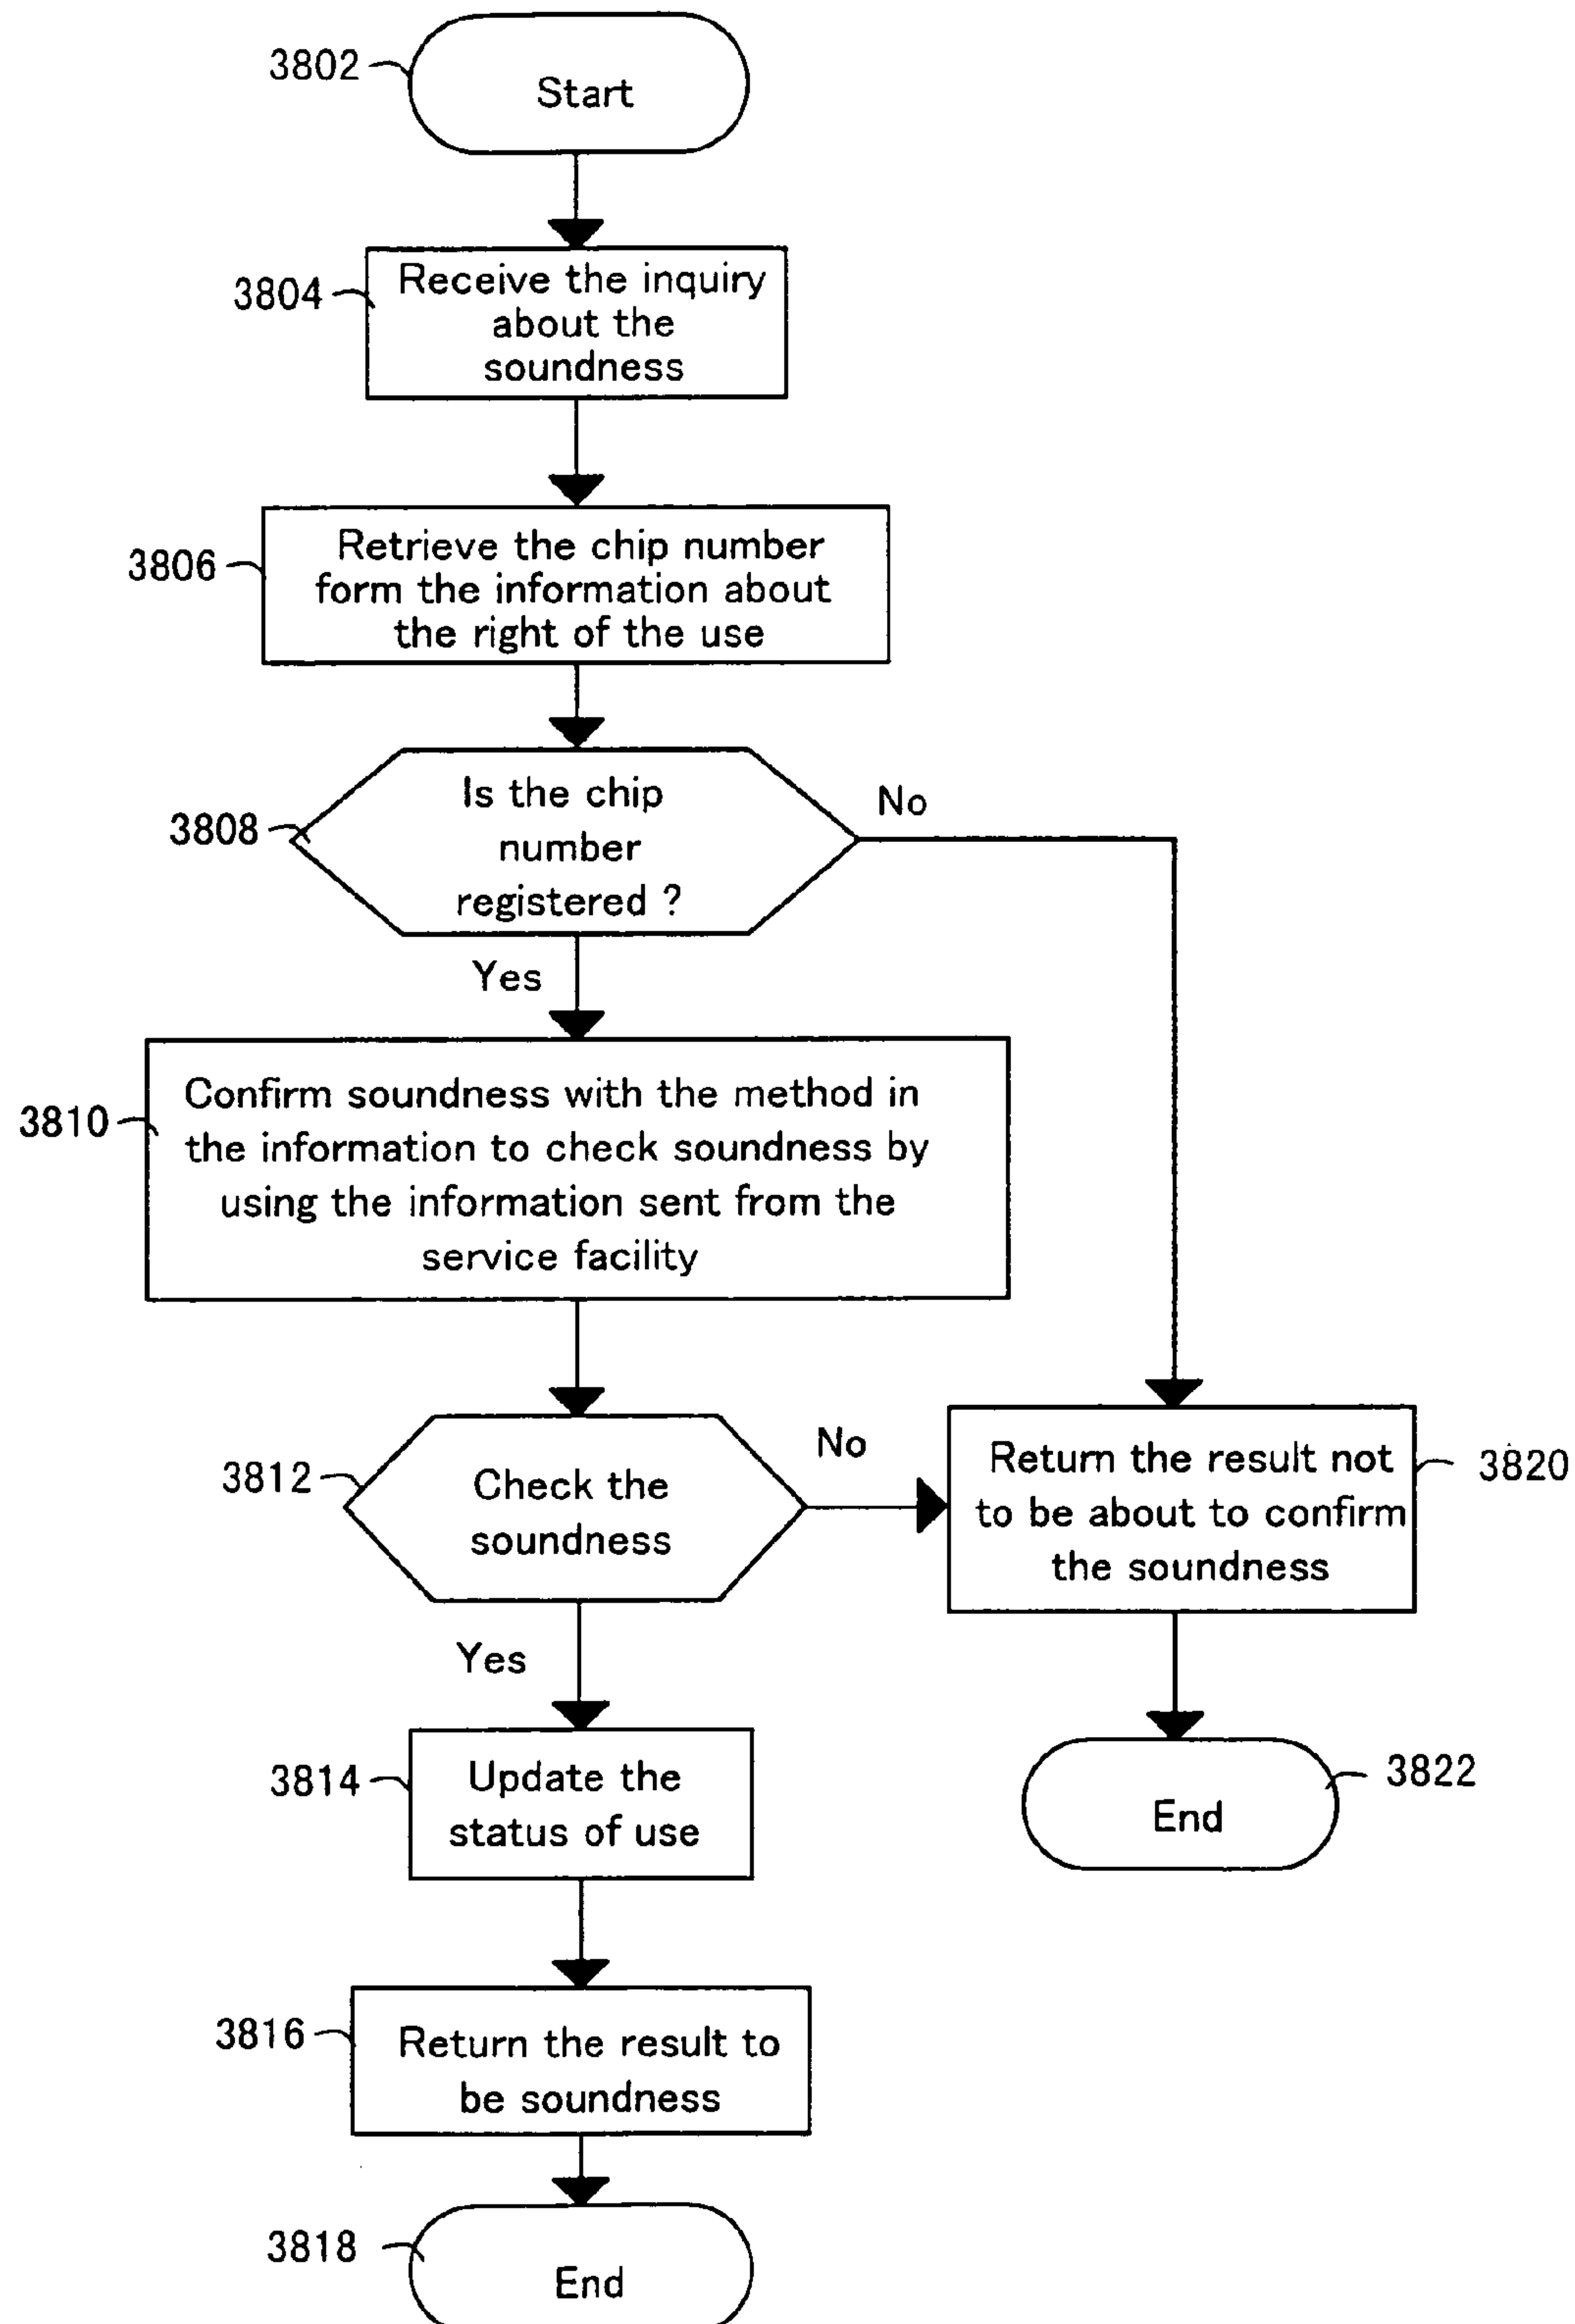 3802
Start
3804
Receive the inquiry
about the
soundness
3806
Retrieve the chip number
form the information about
the right of the use
3808
Is the chip
number
registered ?
No
Yes
3810
Confirm soundness with the method in
the information to check soundness by
using the information sent from the
service facility
3812
Check the
soundness
No
Return the result not
to be about to confirm
the soundness
3820
Yes
3814
Update the
status of use
3822
End
3816
Return the result to
be soundness
3818
End